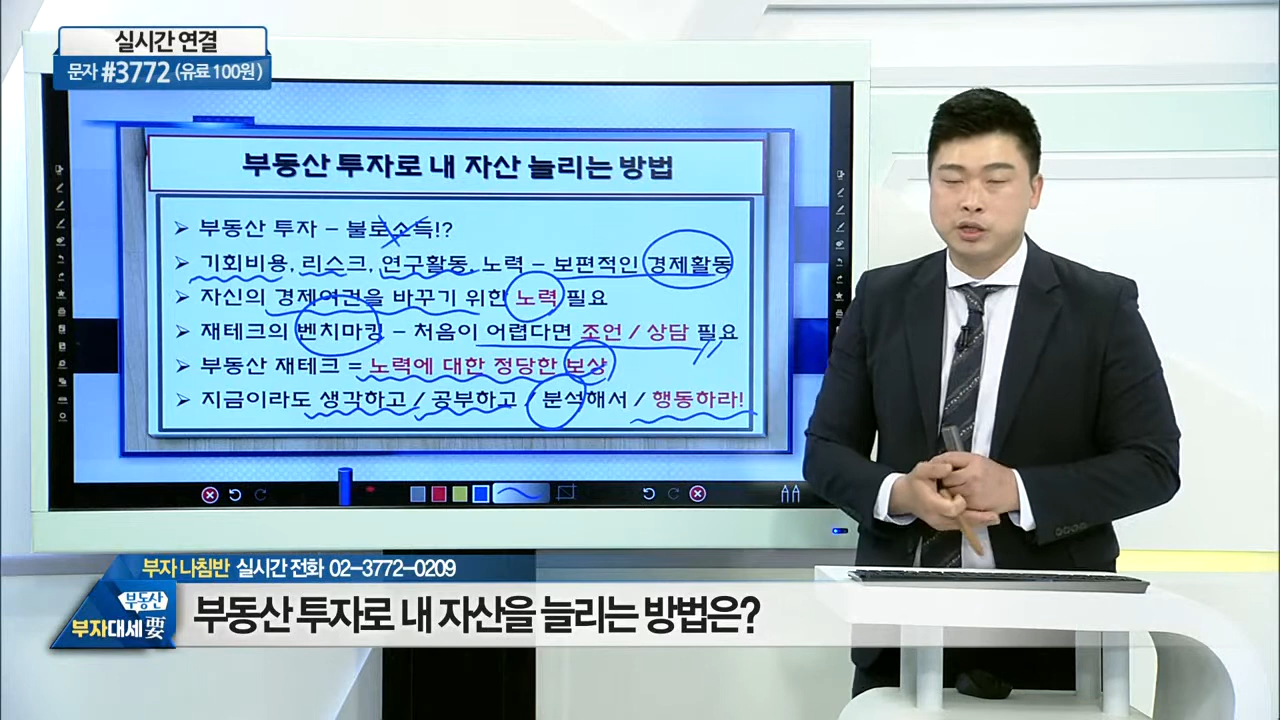 실시간 연결
문자 #3772 (유료 100원)
부동산 투자로 내 자산 늘리는 방법
➢ 부동산 투자 – 불로소득!?
➢ 기회비용, 리스크, 연구활동, 노력 – 보편적인 경제활동
➢ 자신의 경제여건을 바꾸기 위한 노력 필요
➢ 재테크의 벤치마킹 – 처음이 어렵다면 조언 / 상담 필요
➢ 부동산 재테크 = 노력에 대한 정당한 보상
➢ 지금이라도 생각하고 / 공부하고 / 분석해서 / 행동하라!
부자 나침반 실시간 전화 02-3772-0209
부동산
부자대세 要
부동산 투자로 내 자산을 늘리는 방법은?